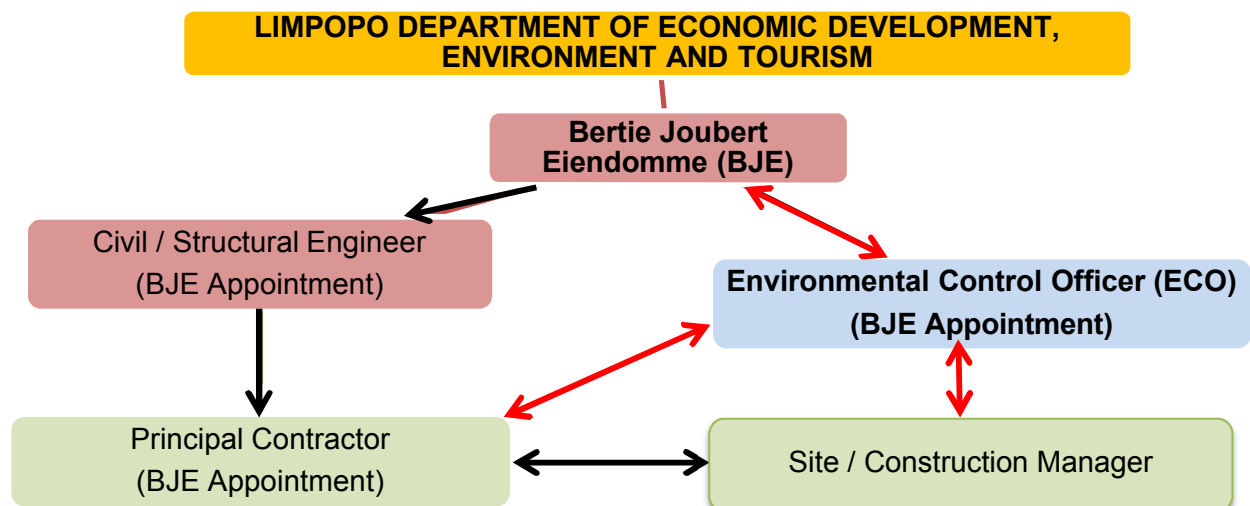 LIMPOPO DEPARTMENT OF ECONOMIC DEVELOPMENT,
ENVIRONMENT AND TOURISM
Bertie Joubert
Eiendomme (BJE)
Civil / Structural Engineer
(BJE Appointment)
Environmental Control Officer (ECO)
(BJE Appointment)
Principal Contractor
(BJE Appointment)
Site / Construction Manager